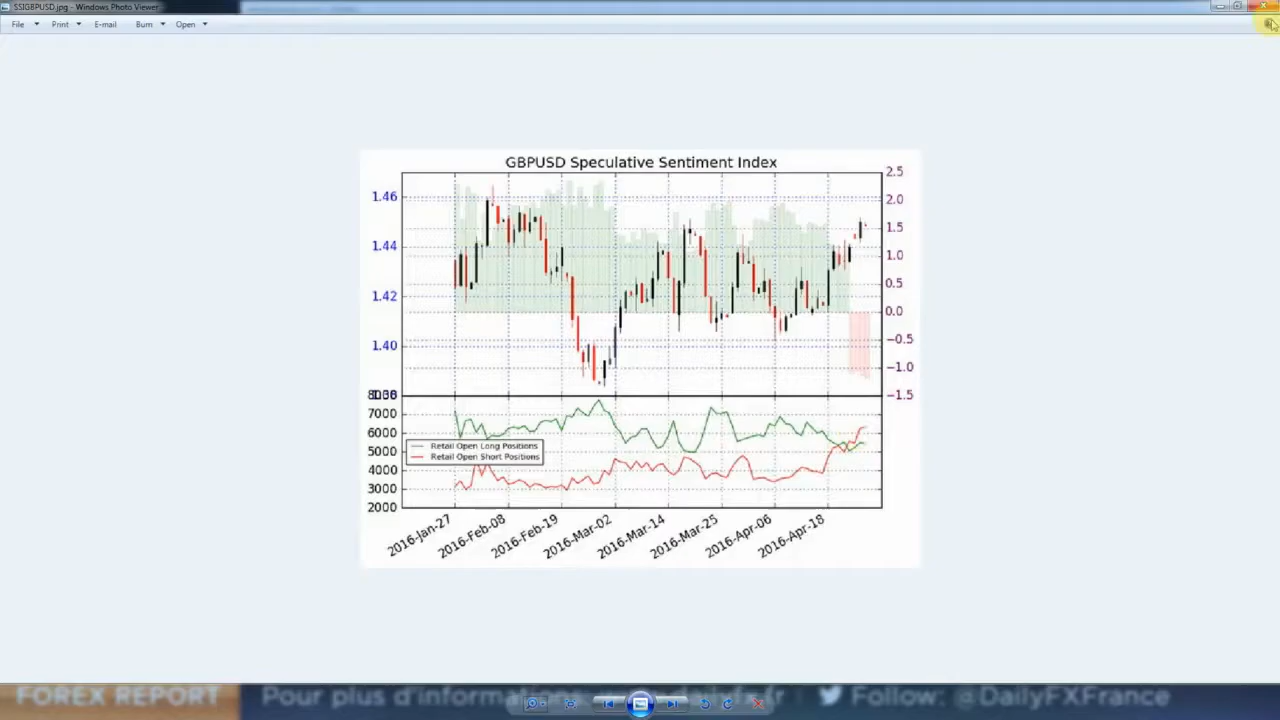 SSIGBPUSD.jpg - Windows Photo Viewer
File Print E-mail Burn Open
GBPUSD Speculative Sentiment Index
1.46
1.44
1.42
1.40
2.5
2.0
1.5
1.0
0.5
0.0
−0.5
−1.0
−1.5
8000
7000
6000
5000
4000
3000
2000
Retail Open Long Positions
Retail Open Short Positions
2016-Jan-27
2016-Feb-08
2016-Feb-19
2016-Mar-02
2016-Mar-14
2016-Mar-25
2016-Apr-06
2016-Apr-18
FOREX REPORT
Pour plus d'informations
Follow: @DailyFXFrance